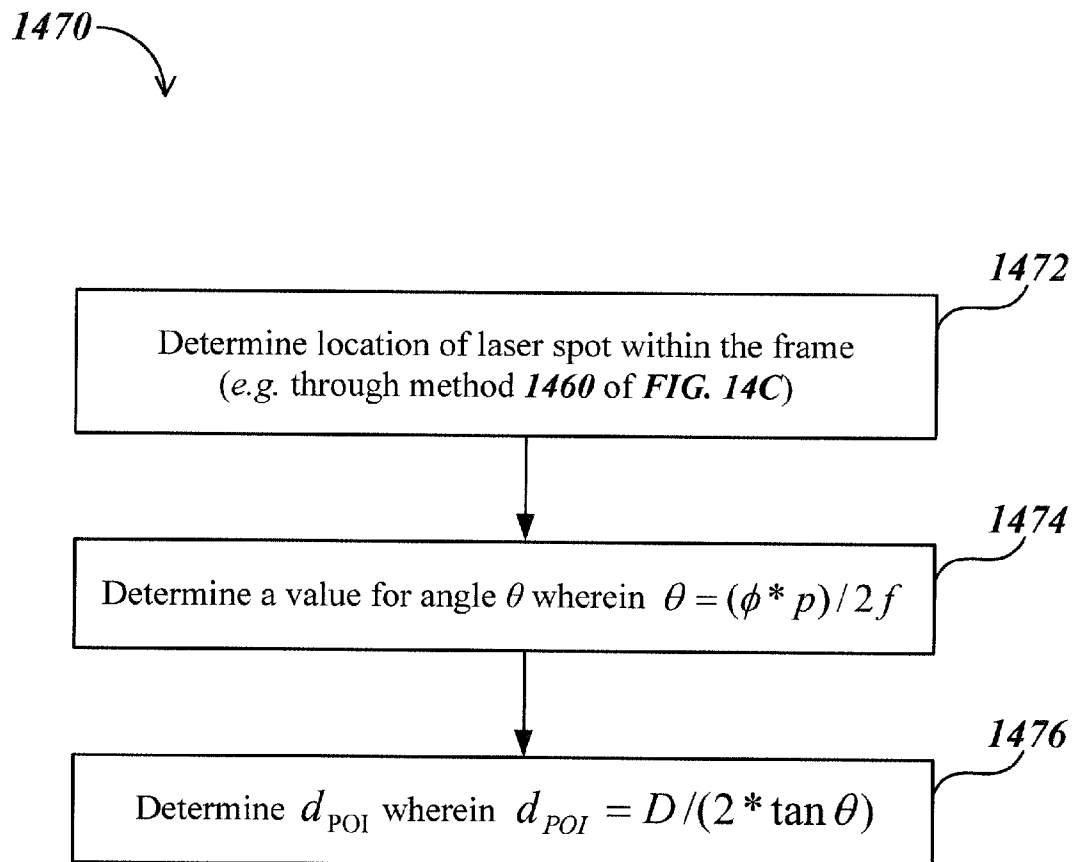 1470
1472
Determine location of laser spot within the frame
(e.g. through method 1460 of FIG. 14C)
1474
Determine a value for angle θ wherein θ = (ϕ * p) / 2 f
1476
Determine d_POI wherein d_POI = D /(2 * tan θ)